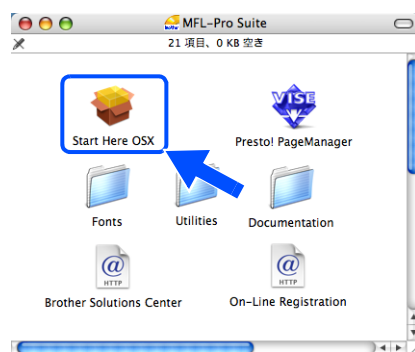 MFL-Pro Suite
21 項目、0 KB 空き
Start Here OSX
VISE
Presto! PageManager
Fonts
Utilities
Documentation
HTTP
HTTP
Brother Solutions Center
On-Line Registration